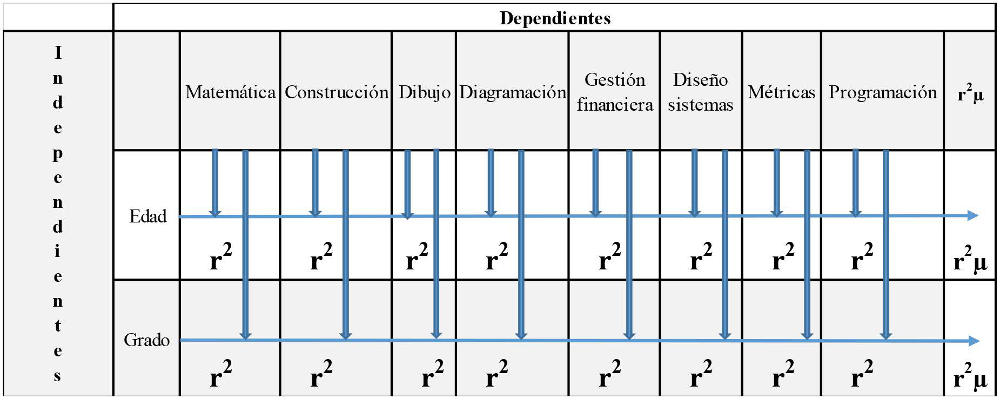 Dependientes
Independientes
Matemática Construcción Dibujo Diagramación Gestión financiera Diseño sistemas Métricas Programación r²μ
Edad
r² r² r² r² r² r² r² r² r²μ
Grado
r² r² r² r² r² r² r² r² r²μ